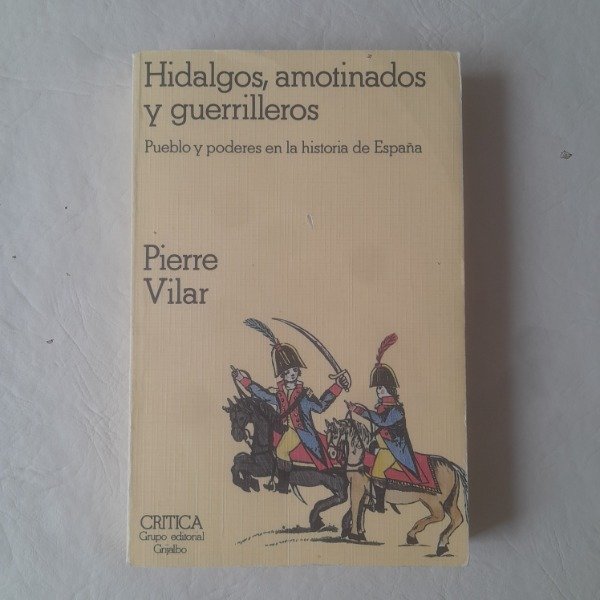 Hidalgos, amotinados
y guerrilleros
Pueblo y poderes en la historia de España
Pierre
Vilar
CRITICA
Grupo editorial
Grijalbo